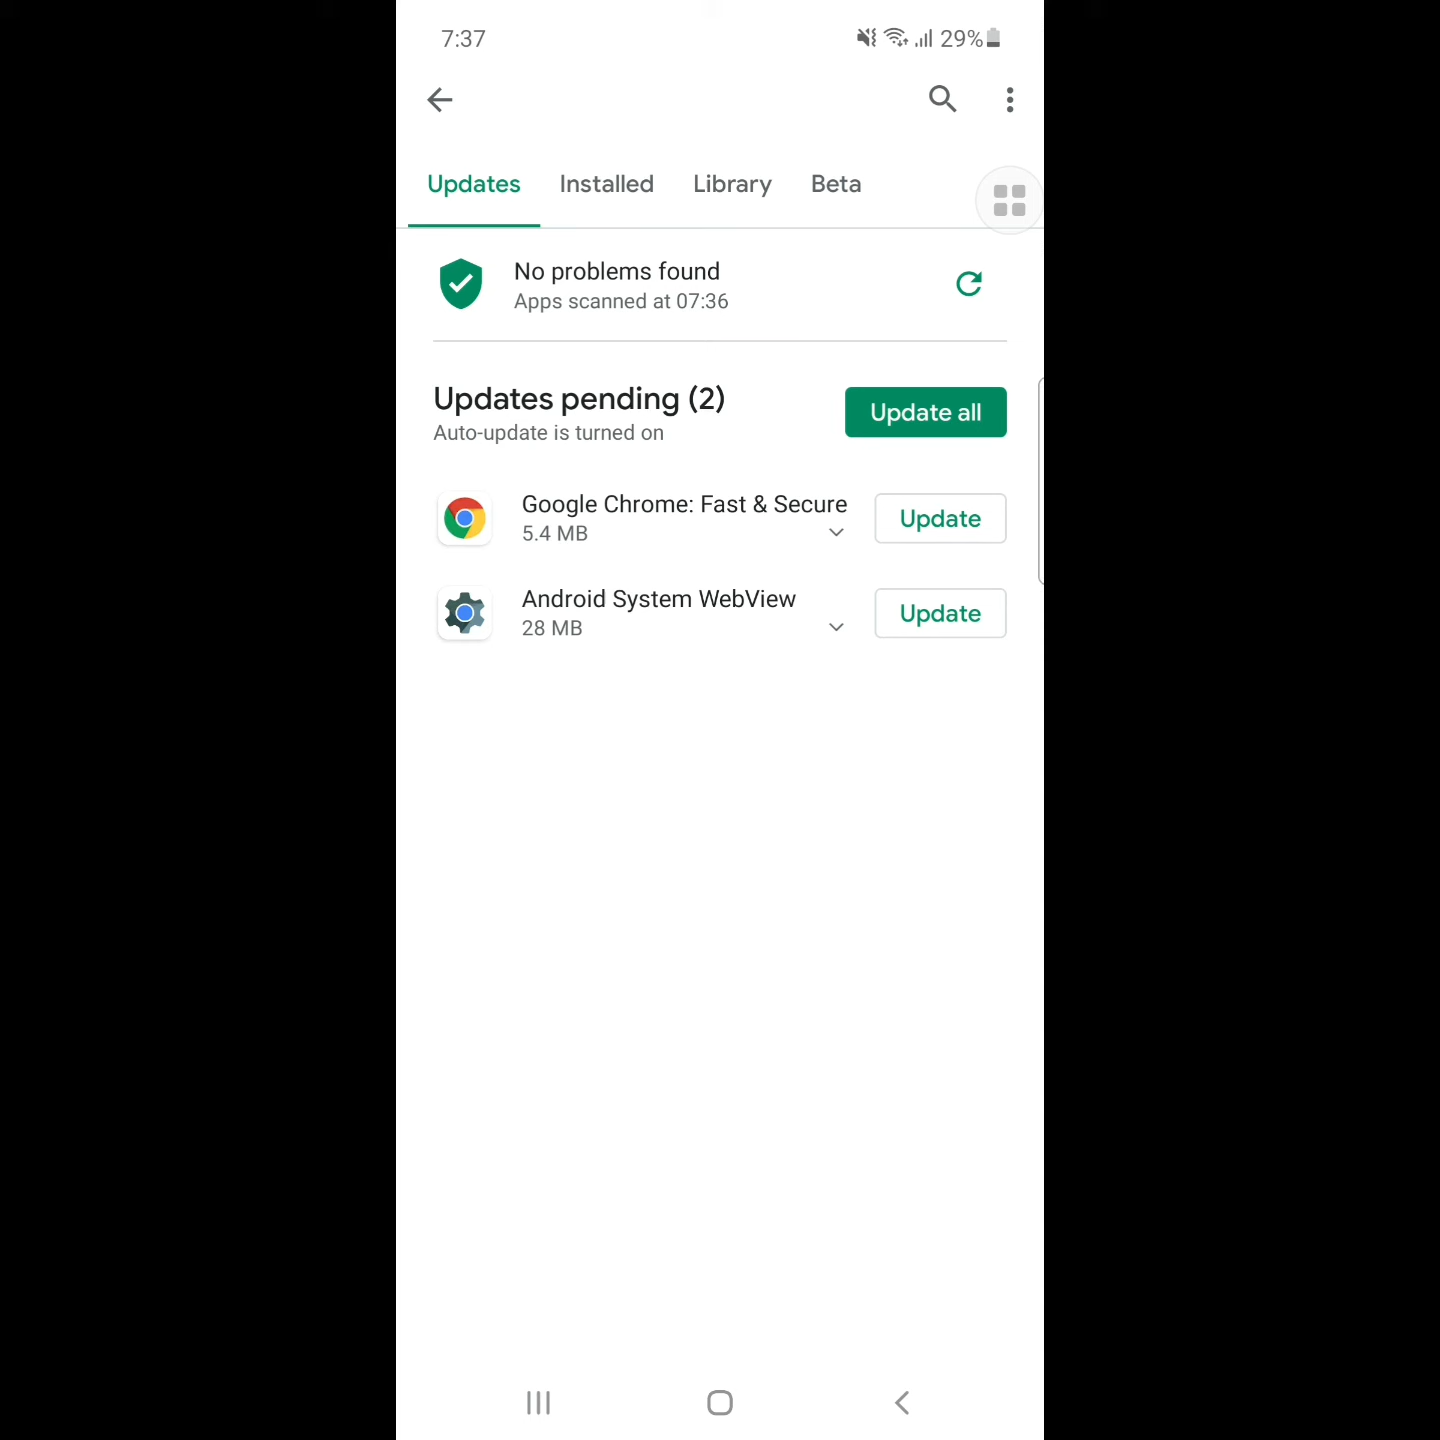 7:37
29%
Updates Installed Library Beta
No problems found
Apps scanned at 07:36
Updates pending (2)
Update all
Auto-update is turned on
Google Chrome: Fast & Secure
5.4 MB
Update
Android System WebView
28 MB
Update